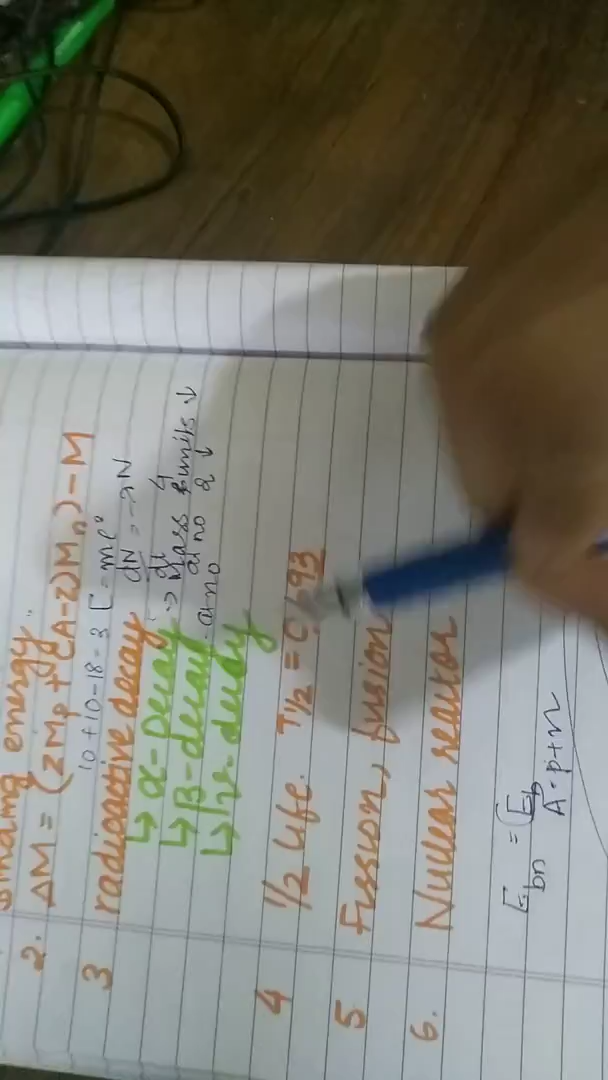 binding energy..
2. ΔM = (ZMp + (A-Z)Mn) - M
10+10-18=3
3 radioactive decay dN = -λN
dt
↳ α-Decay → Mass 4 units ↓
at no 2 ↓
↳ β-decay
at no
↳ decay
4 1/2 life. T1/2 = 0.693
5 Fission, fusion
6. Nuclear reactor
Ebn = Eb
A = p+n